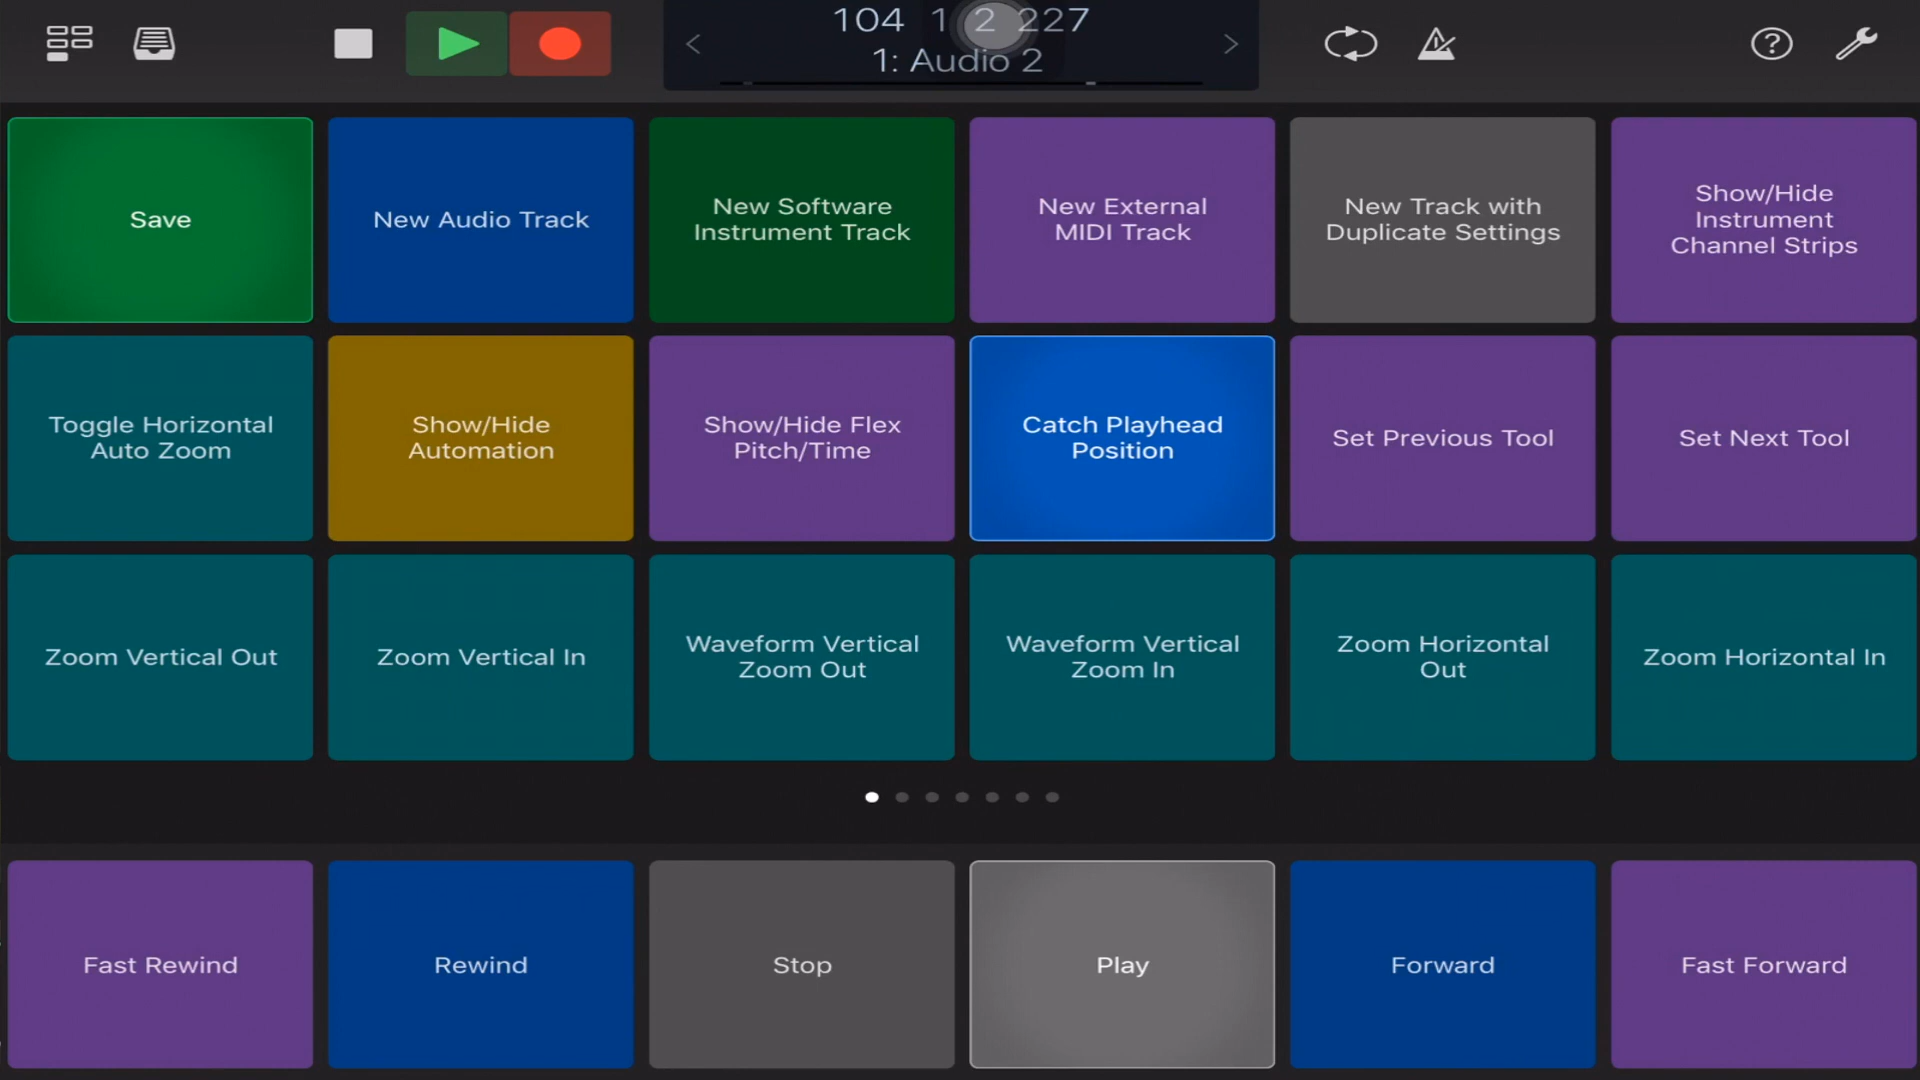 104 1 2 227
1: Audio 2
Save
New Audio Track
New Software
Instrument Track
New External
MIDI Track
New Track with
Duplicate Settings
Show/Hide
Instrument
Channel Strips
Toggle Horizontal
Auto Zoom
Show/Hide
Automation
Show/Hide Flex
Pitch/Time
Catch Playhead
Position
Set Previous Tool
Set Next Tool
Zoom Vertical Out
Zoom Vertical In
Waveform Vertical
Zoom Out
Waveform Vertical
Zoom In
Zoom Horizontal
Out
Zoom Horizontal In
Fast Rewind
Rewind
Stop
Play
Forward
Fast Forward